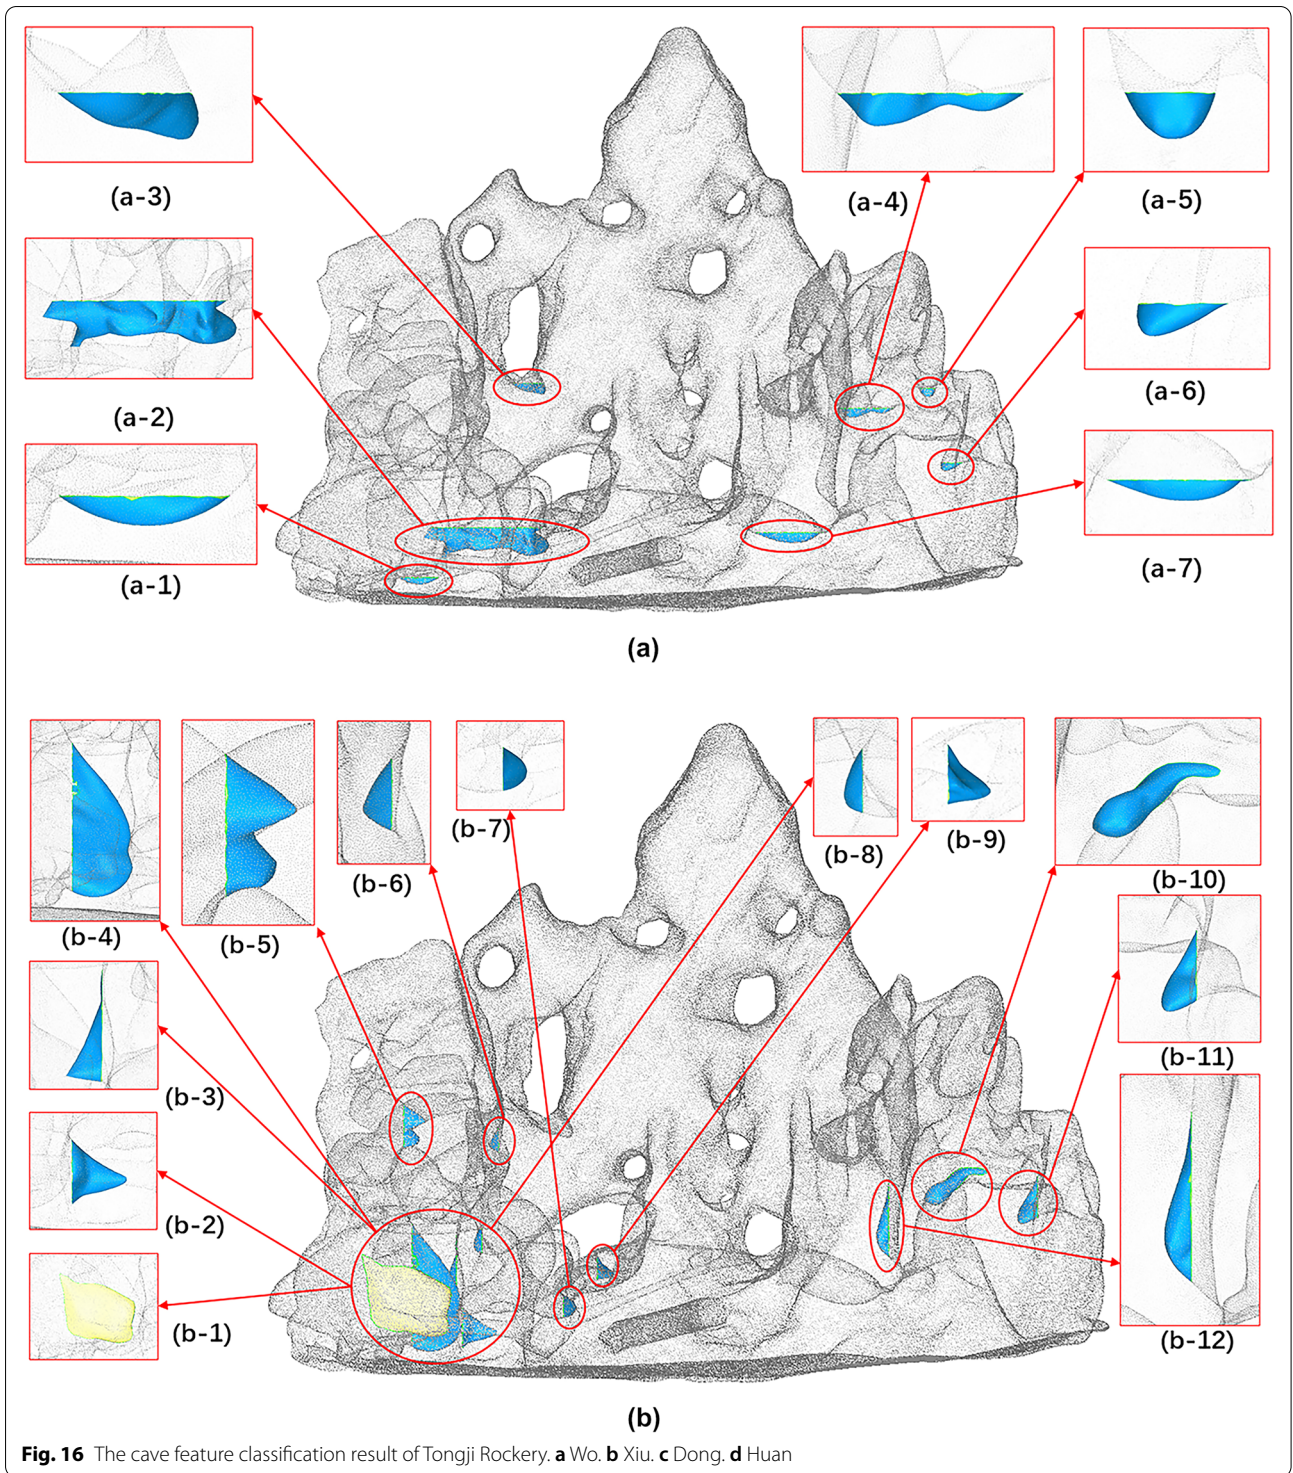 (a-3)
(a-4)
(a-5)
(a-2)
(a-6)
(a-1)
(a-7)
(a)
(b-4)
(b-5)
(b-6)
(b-7)
(b-8)
(b-9)
(b-10)
(b-3)
(b-11)
(b-2)
(b-1)
(b-12)
(b)
Fig. 16 The cave feature classification result of Tongji Rockery. a Wo. b Xiu. c Dong. d Huan